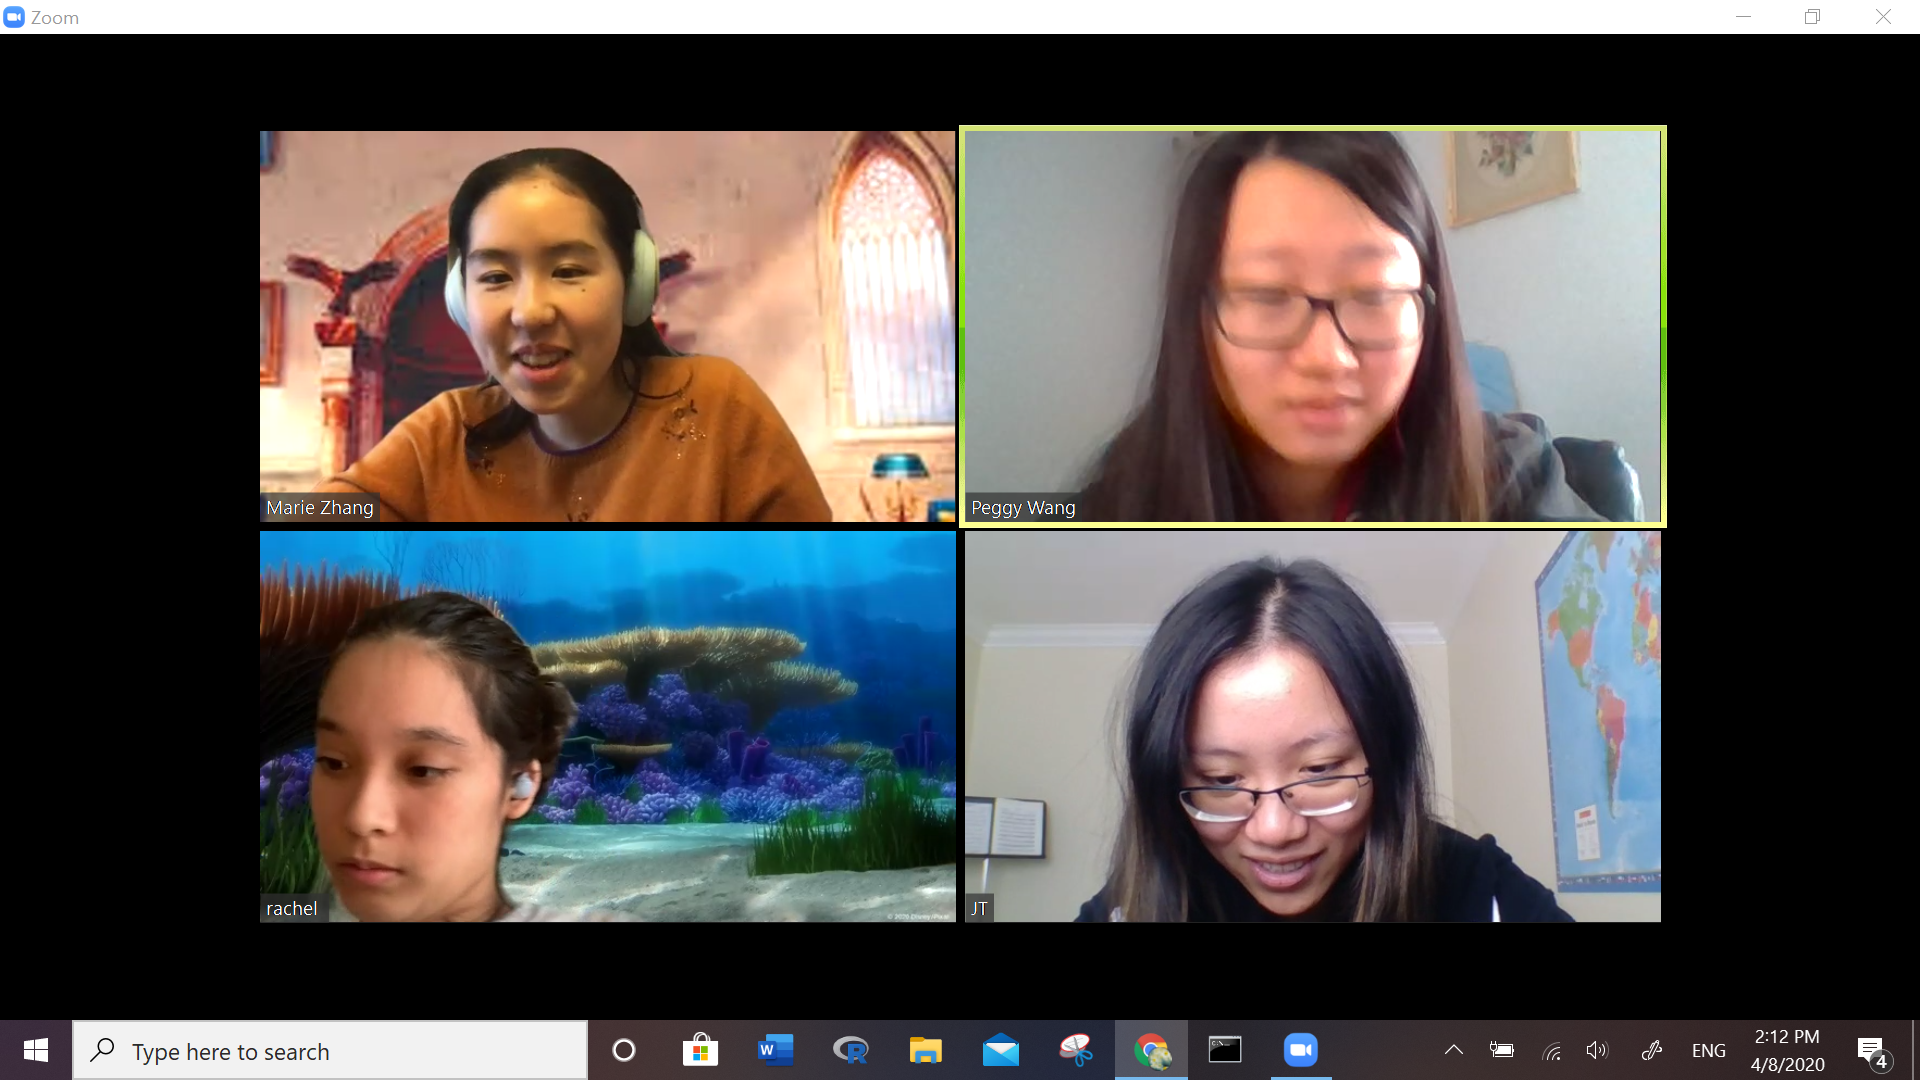 Zoom
Marie Zhang
Peggy Wang
rachel
JT
Type here to search
W
R
ENG
2:12 PM
4/8/2020
4